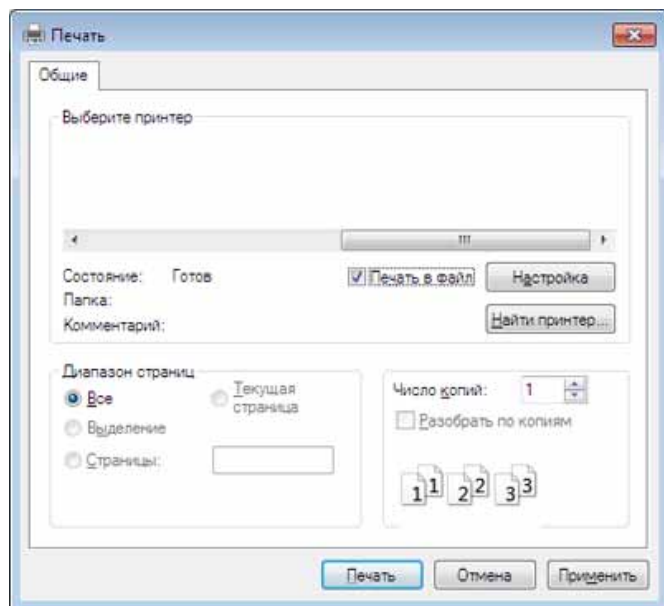 Печать
Общие
Выберите принтер
Состояние: Готов
Печать в файл
Настройка
Папка:
Комментарий:
Найти принтер...
Диапазон страниц
Все
Текущая
страница
Выделение
Страницы:
Число копий: 1
Разобрать по копиям
1 1 2 2 3 3
Печать
Отмена
Применить